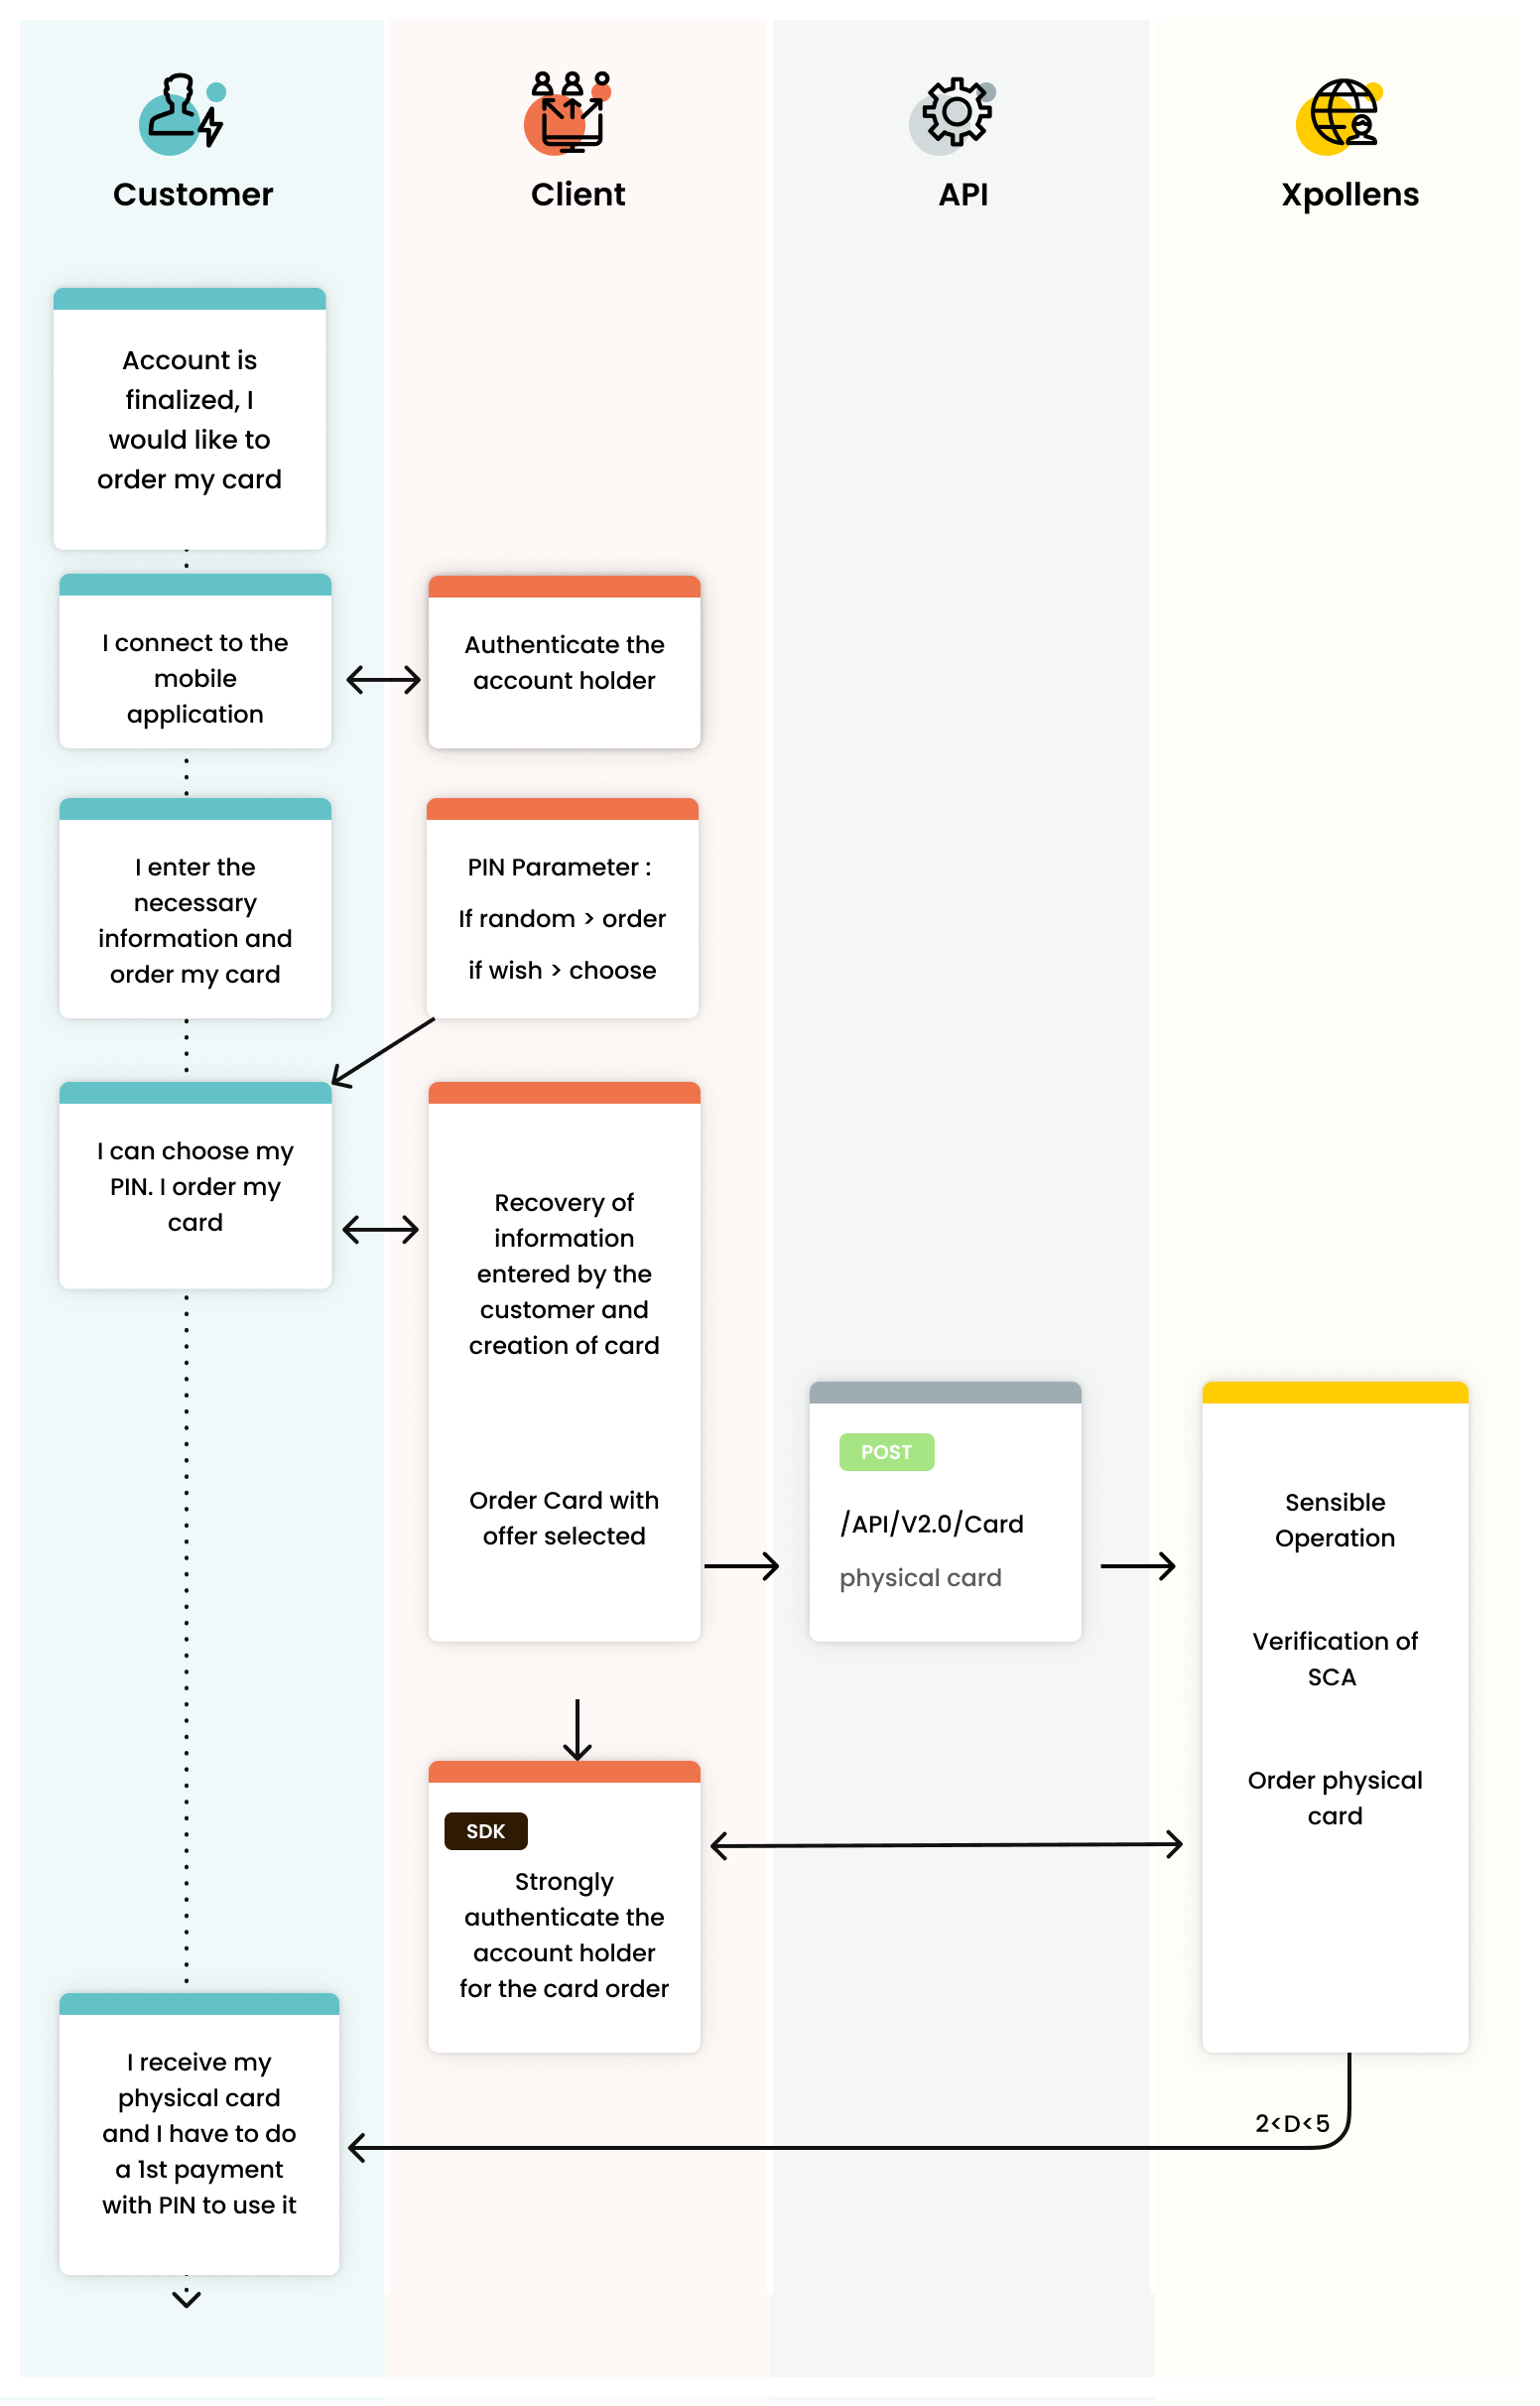 Customer
Client
API
Xpollens
Account is
finalized, I
would like to
order my card
I connect to the
mobile
application
Authenticate the
account holder
I enter the
necessary
information and
order my card
PIN Parameter :
If random > order
if wish > choose
I can choose my
PIN. I order my
card
Recovery of
information
entered by the
customer and
creation of card
Order Card with
offer selected
POST
/API/V2.0/Card
physical card
Sensible
Operation
Verification of
SCA
Order physical
card
SDK
Strongly
authenticate the
account holder
for the card order
2<D<5
I receive my
physical card
and I have to do
a 1st payment
with PIN to use it